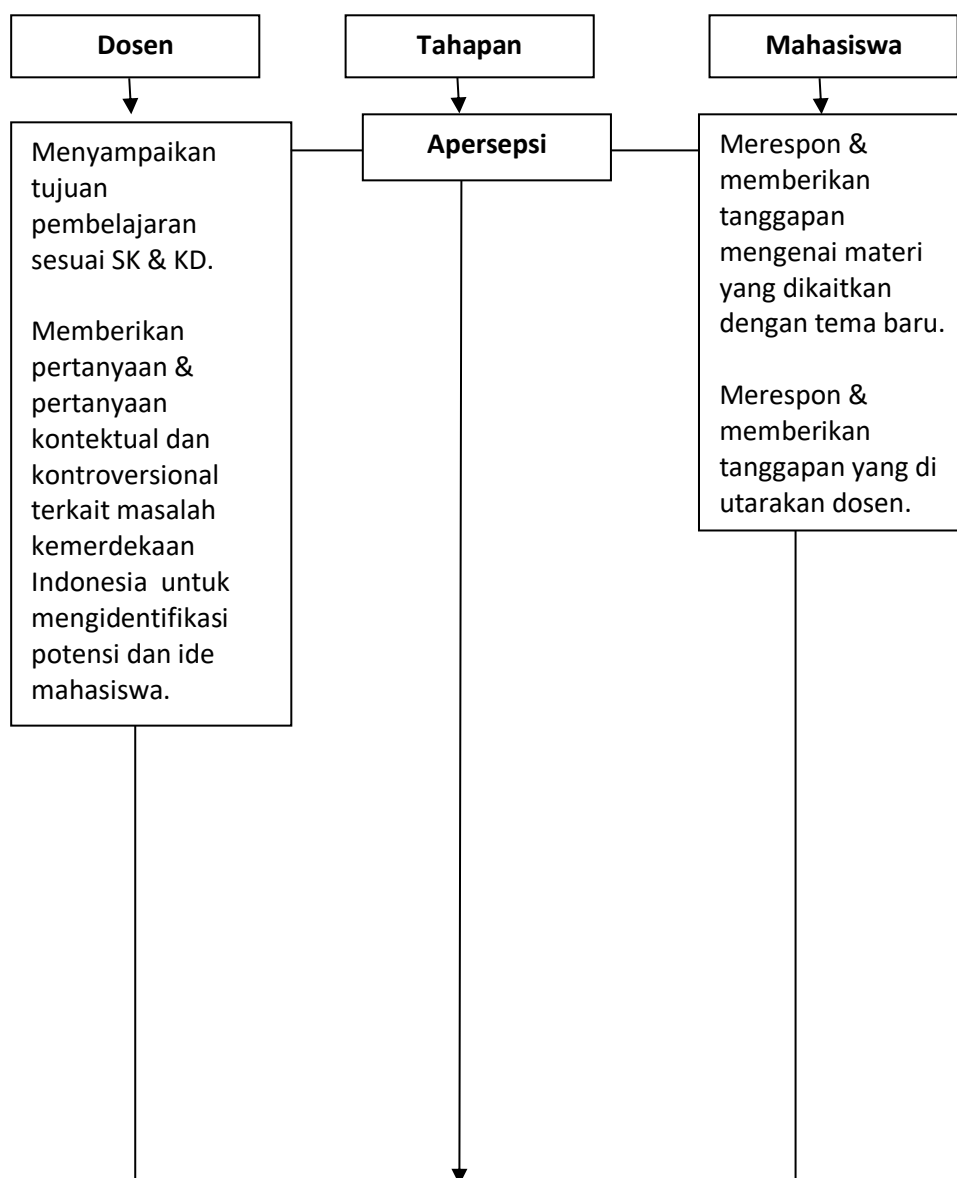 Dosen
Tahapan
Mahasiswa
Menyampaikan
tujuan
pembelajaran
sesuai SK & KD.
Memberikan
pertanyaan &
pertanyaan
kontektual dan
kontroversional
terkait masalah
kemerdekaan
Indonesia  untuk
mengidentifikasi
potensi dan ide
mahasiswa.
Apersepsi
Merespon &
memberikan
tanggapan
mengenai materi
yang dikaitkan
dengan tema baru.
Merespon &
memberikan
tanggapan yang di
utarakan dosen.